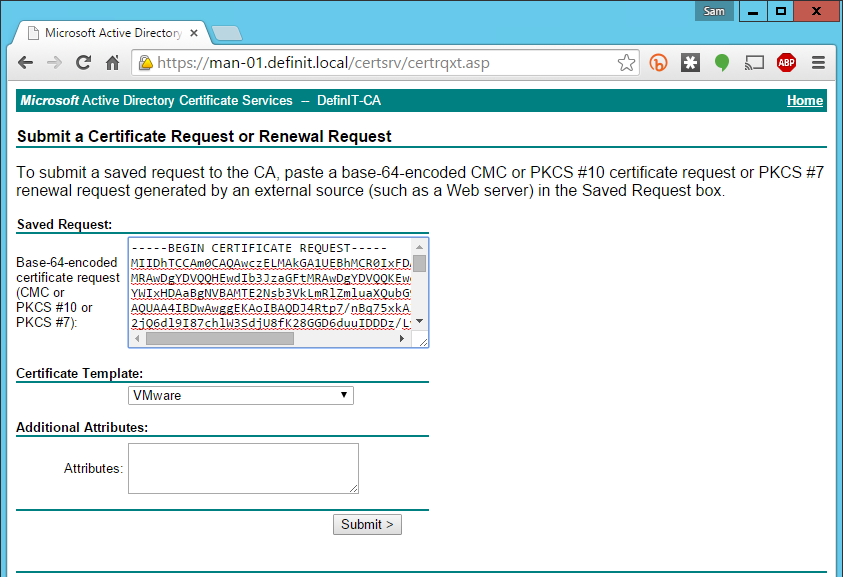 Sam
Microsoft Active Directory
https://man-01.definit.local/certsrv/certrqxt.asp
ABP
Microsoft Active Directory Certificate Services -- DefinIT-CA
Home
Submit a Certificate Request or Renewal Request
To submit a saved request to the CA, paste a base-64-encoded CMC or PKCS #10 certificate request or PKCS #7
renewal request generated by an external source (such as a Web server) in the Saved Request box.
Saved Request:
Base-64-encoded
certificate request
(CMC or
PKCS #10 or
PKCS #7):
-----BEGIN CERTIFICATE REQUEST-----
MIIDhTCCAm0CAQAwczELMAkGA1UEBhMCR0IxFD
MRAwDgYDVQQHEwdIb3JzaGFtMRAwDgYDVQQKEw
YWIxHDAaBgNVBAMTE2Nsb3VkLmRlZmluaXQubG
AQUAA4IBDwAwggEKAoIBAQDJ4Rtp7/nBq75xkA
2jQ6dl9I87chlW3SdjU8fK28GGD6duuIDDDz/L
Certificate Template:
VMware
Additional Attributes:
Attributes:
Submit >